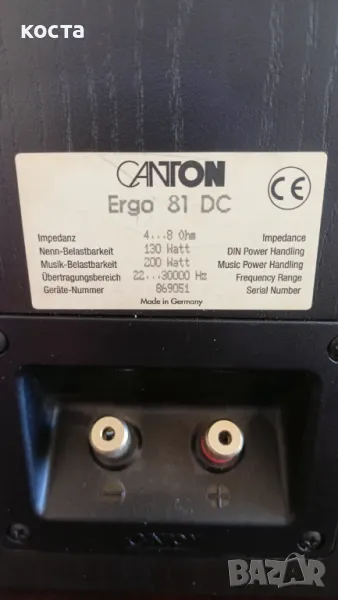 коста
CANTON
Ergo 81 DC
Impedanz 4...8 Ohm Impedance
Nenn-Belastbarkeit 130 Watt DIN Power Handling
Musik-Belastbarkeit 200 Watt Music Power Handling
Übertragungsbereich 22...30000 Hz Frequency Range
Geräte-Nummer 869051 Serial Number
Made in Germany
CE
− +
CANTON
BAZAR.bg